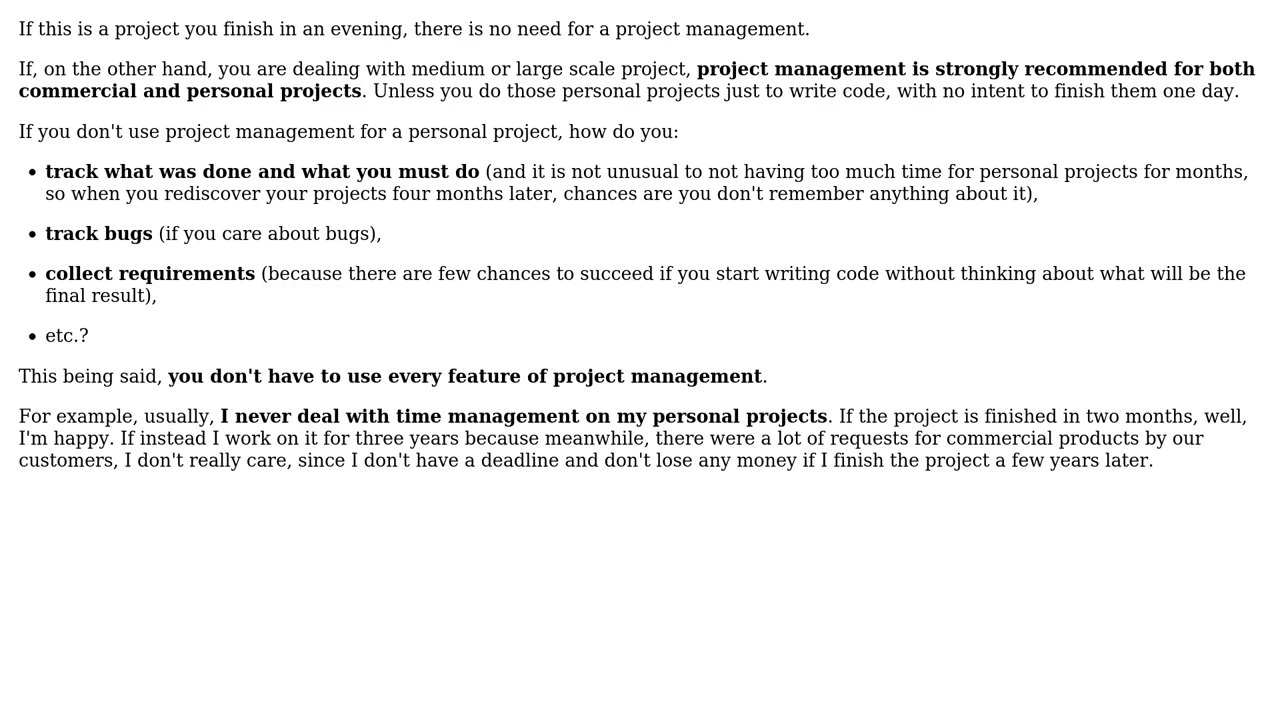 If this is a project you finish in an evening, there is no need for a project management.
If, on the other hand, you are dealing with medium or large scale project, project management is strongly recommended for both
commercial and personal projects. Unless you do those personal projects just to write code, with no intent to finish them one day.
If you don't use project management for a personal project, how do you:
• track what was done and what you must do (and it is not unusual to not having too much time for personal projects for months,
so when you rediscover your projects four months later, chances are you don't remember anything about it),
• track bugs (if you care about bugs),
• collect requirements (because there are few chances to succeed if you start writing code without thinking about what will be the
final result),
• etc.?
This being said, you don't have to use every feature of project management.
For example, usually, I never deal with time management on my personal projects. If the project is finished in two months, well,
I'm happy. If instead I work on it for three years because meanwhile, there were a lot of requests for commercial products by our
customers, I don't really care, since I don't have a deadline and don't lose any money if I finish the project a few years later.